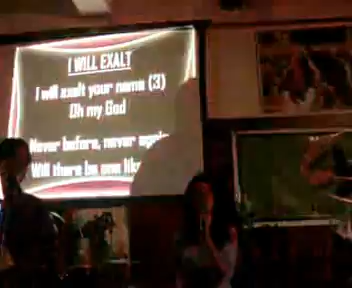 I WILL EXALT
I will exalt your name (3)
Oh my God
Never before, never again
Will there be one like